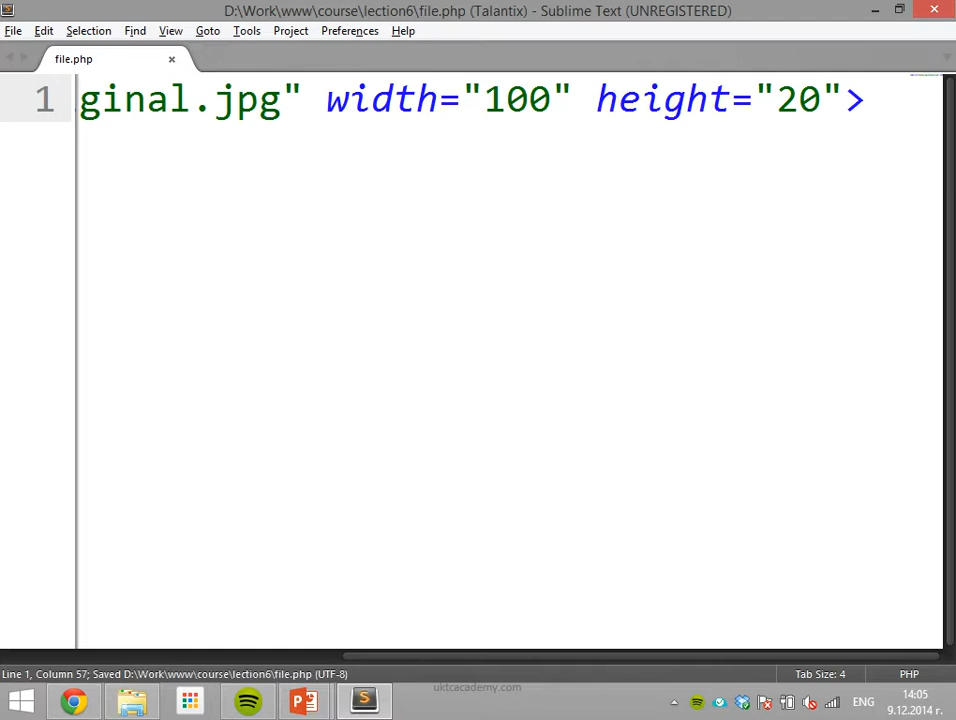 D:\Work\www\course\lection6\file.php (Talantix) - Sublime Text (UNREGISTERED)
File Edit Selection Find View Goto Tools Project Preferences Help
file.php
1 ginal.jpg" width="100" height="20">
Line 1, Column 57; Saved D:\Work\www\course\lection6\file.php (UTF-8) Tab Size: 4 PHP
uktcacademy.com
ENG
14:05
9.12.2014 г.